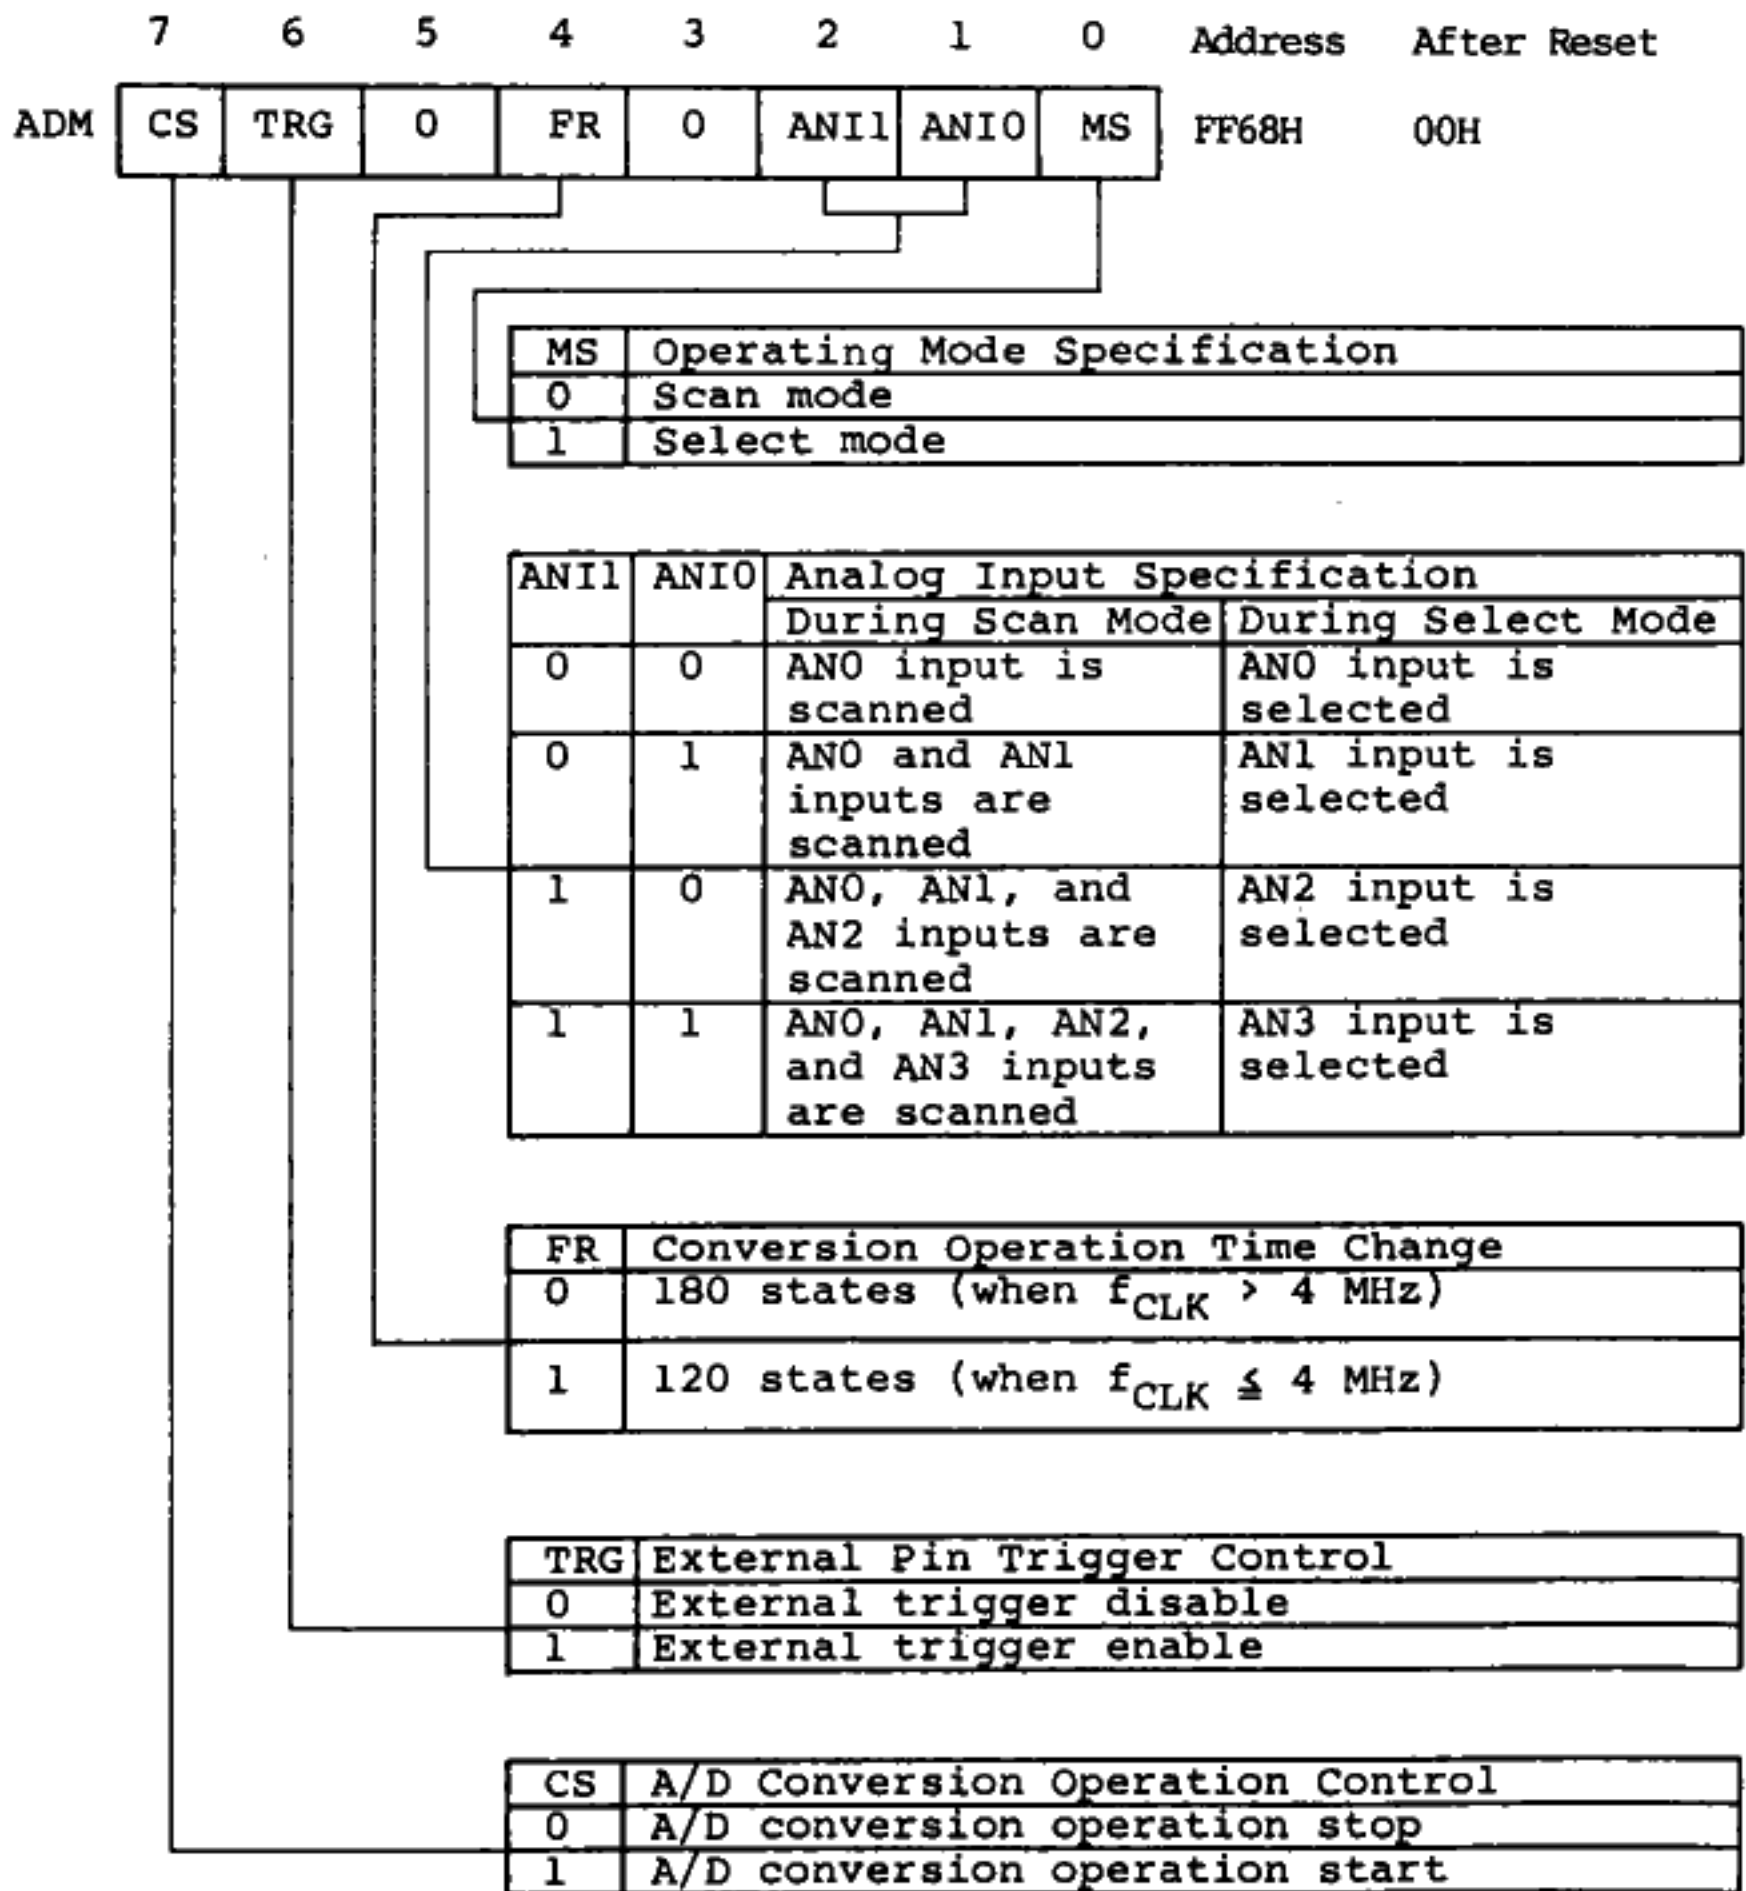 7 6 5 4 3 2 1 0 Address After Reset
ADM CS TRG 0 FR 0 ANI1 ANI0 MS FF68H 00H
MS Operating Mode Specification
0 Scan mode
1 Select mode
ANI1 ANI0 Analog Input Specification
During Scan Mode During Select Mode
0 0 AN0 input is AN0 input is
scanned selected
0 1 AN0 and AN1 AN1 input is
inputs are selected
scanned
1 0 AN0, AN1, and AN2 input is
AN2 inputs are selected
scanned
1 1 AN0, AN1, AN2, AN3 input is
and AN3 inputs selected
are scanned
FR Conversion Operation Time Change
0 180 states (when fCLK > 4 MHz)
1 120 states (when fCLK ≦ 4 MHz)
TRG External Pin Trigger Control
0 External trigger disable
1 External trigger enable
CS A/D Conversion Operation Control
0 A/D conversion operation stop
1 A/D conversion operation start